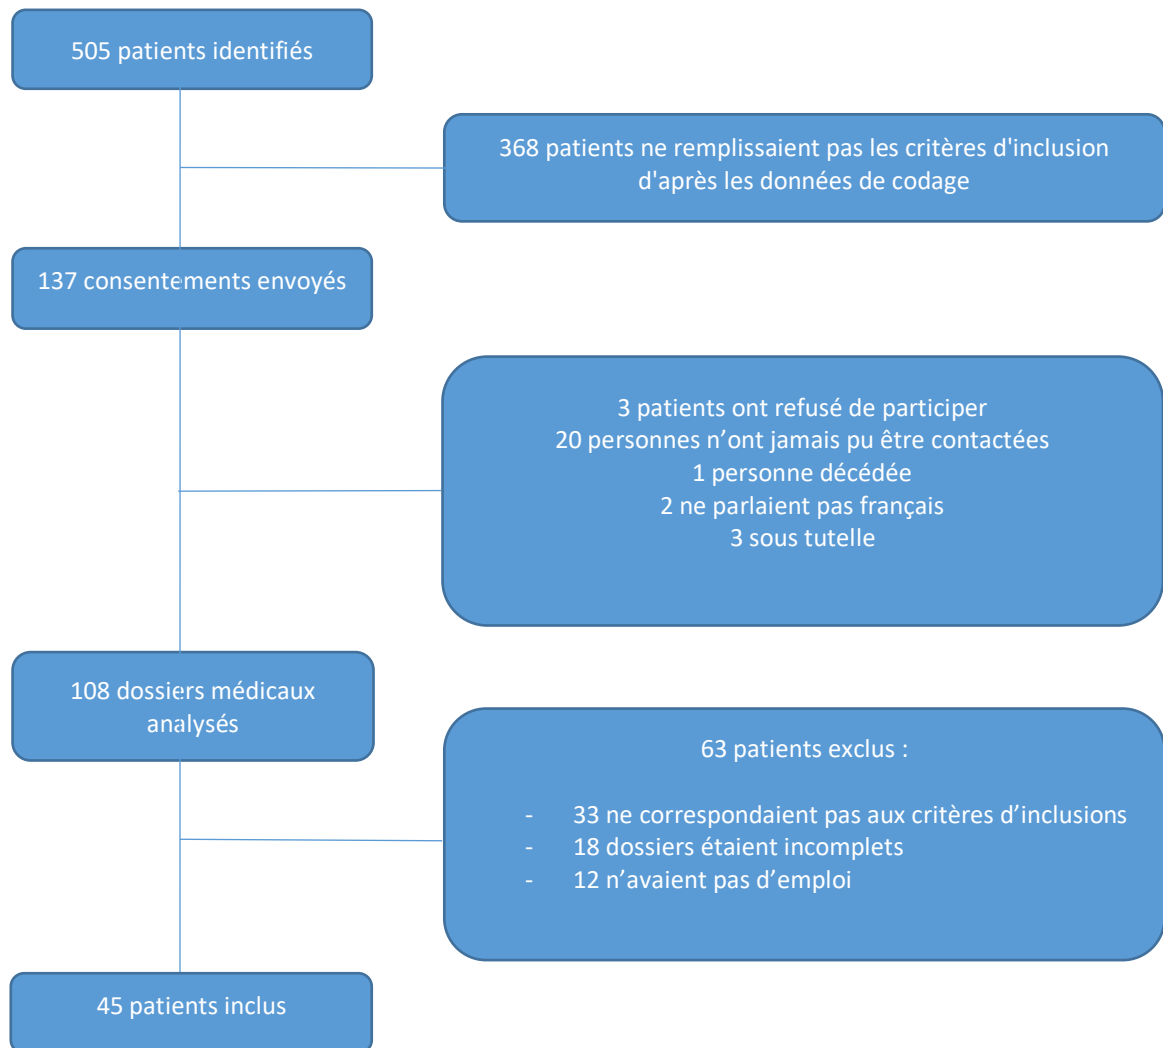 505 patients identifiés
368 patients ne remplissaient pas les critères d'inclusion
d'après les données de codage
137 consentements envoyés
3 patients ont refusé de participer
20 personnes n’ont jamais pu être contactées
1 personne décédée
2 ne parlaient pas français
3 sous tutelle
108 dossiers médicaux
analysés
63 patients exclus :
- 33 ne correspondaient pas aux critères d’inclusions
- 18 dossiers étaient incomplets
- 12 n’avaient pas d’emploi
45 patients inclus